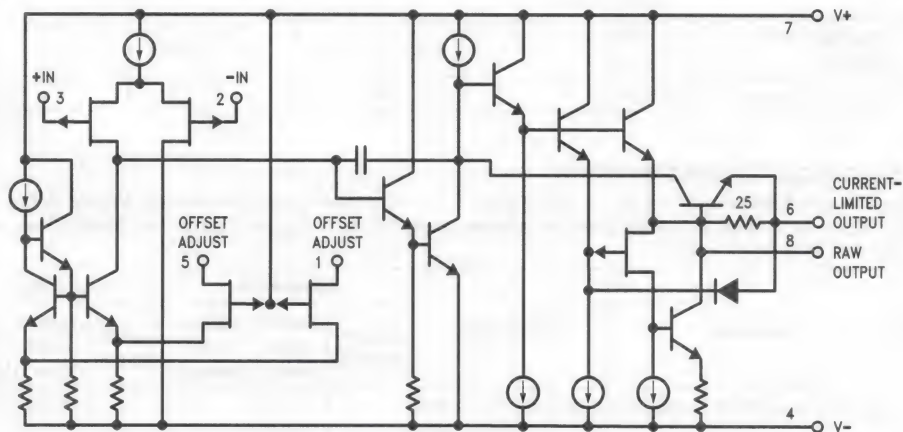 7 V+
+IN
3
-IN
2
OFFSET
ADJUST
5
OFFSET
ADJUST
1
25
CURRENT-
LIMITED
OUTPUT
6
8
RAW
OUTPUT
4 V-